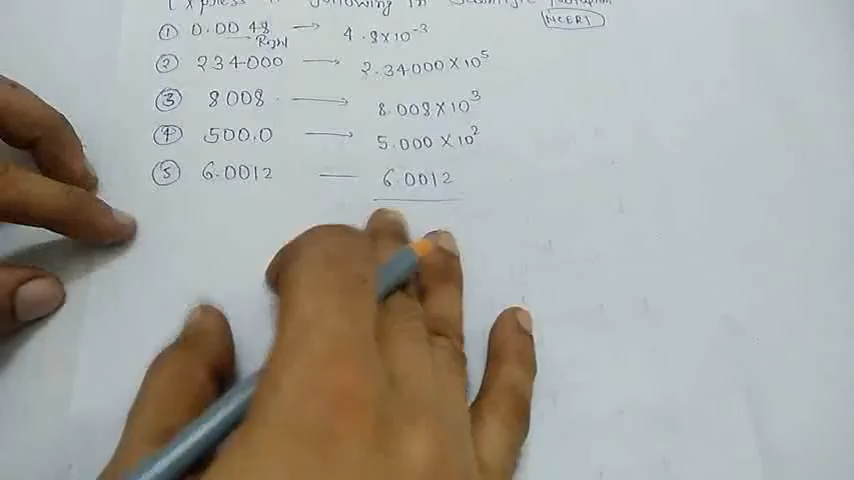 Express the following in Scientific Notation
NCERT
① 0.0048 → 4.8×10⁻³
Right
② 234000 → 2.34000×10⁵
③ 8008 → 8.008×10³
④ 500.0 → 5.000×10²
⑤ 6.0012 — 6.0012